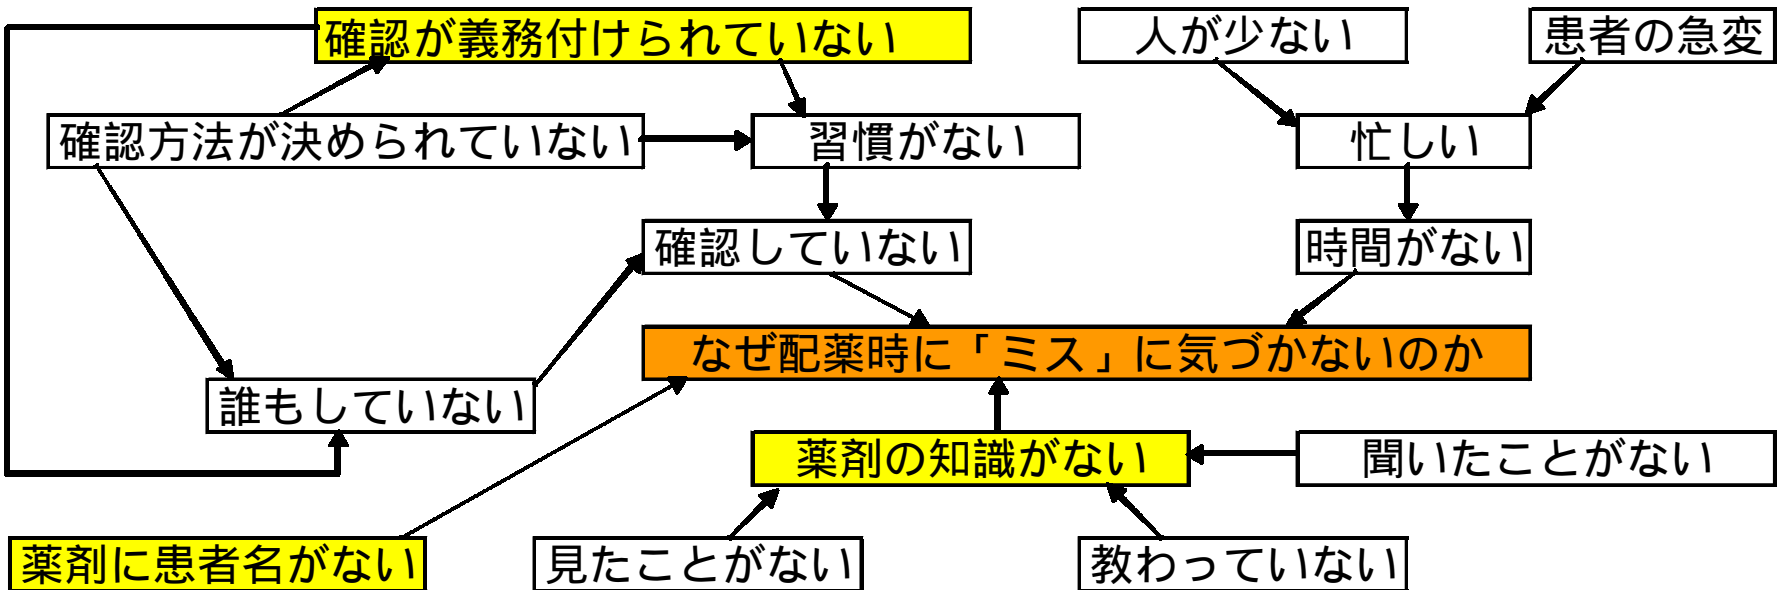 確認が義務付けられていない
人が少ない
患者の急変
確認方法が決められていない
習慣がない
忙しい
確認していない
時間がない
なぜ配薬時に「ミス」に気づかないのか
誰もしていない
薬剤の知識がない
聞いたことがない
薬剤に患者名がない
見たことがない
教わっていない